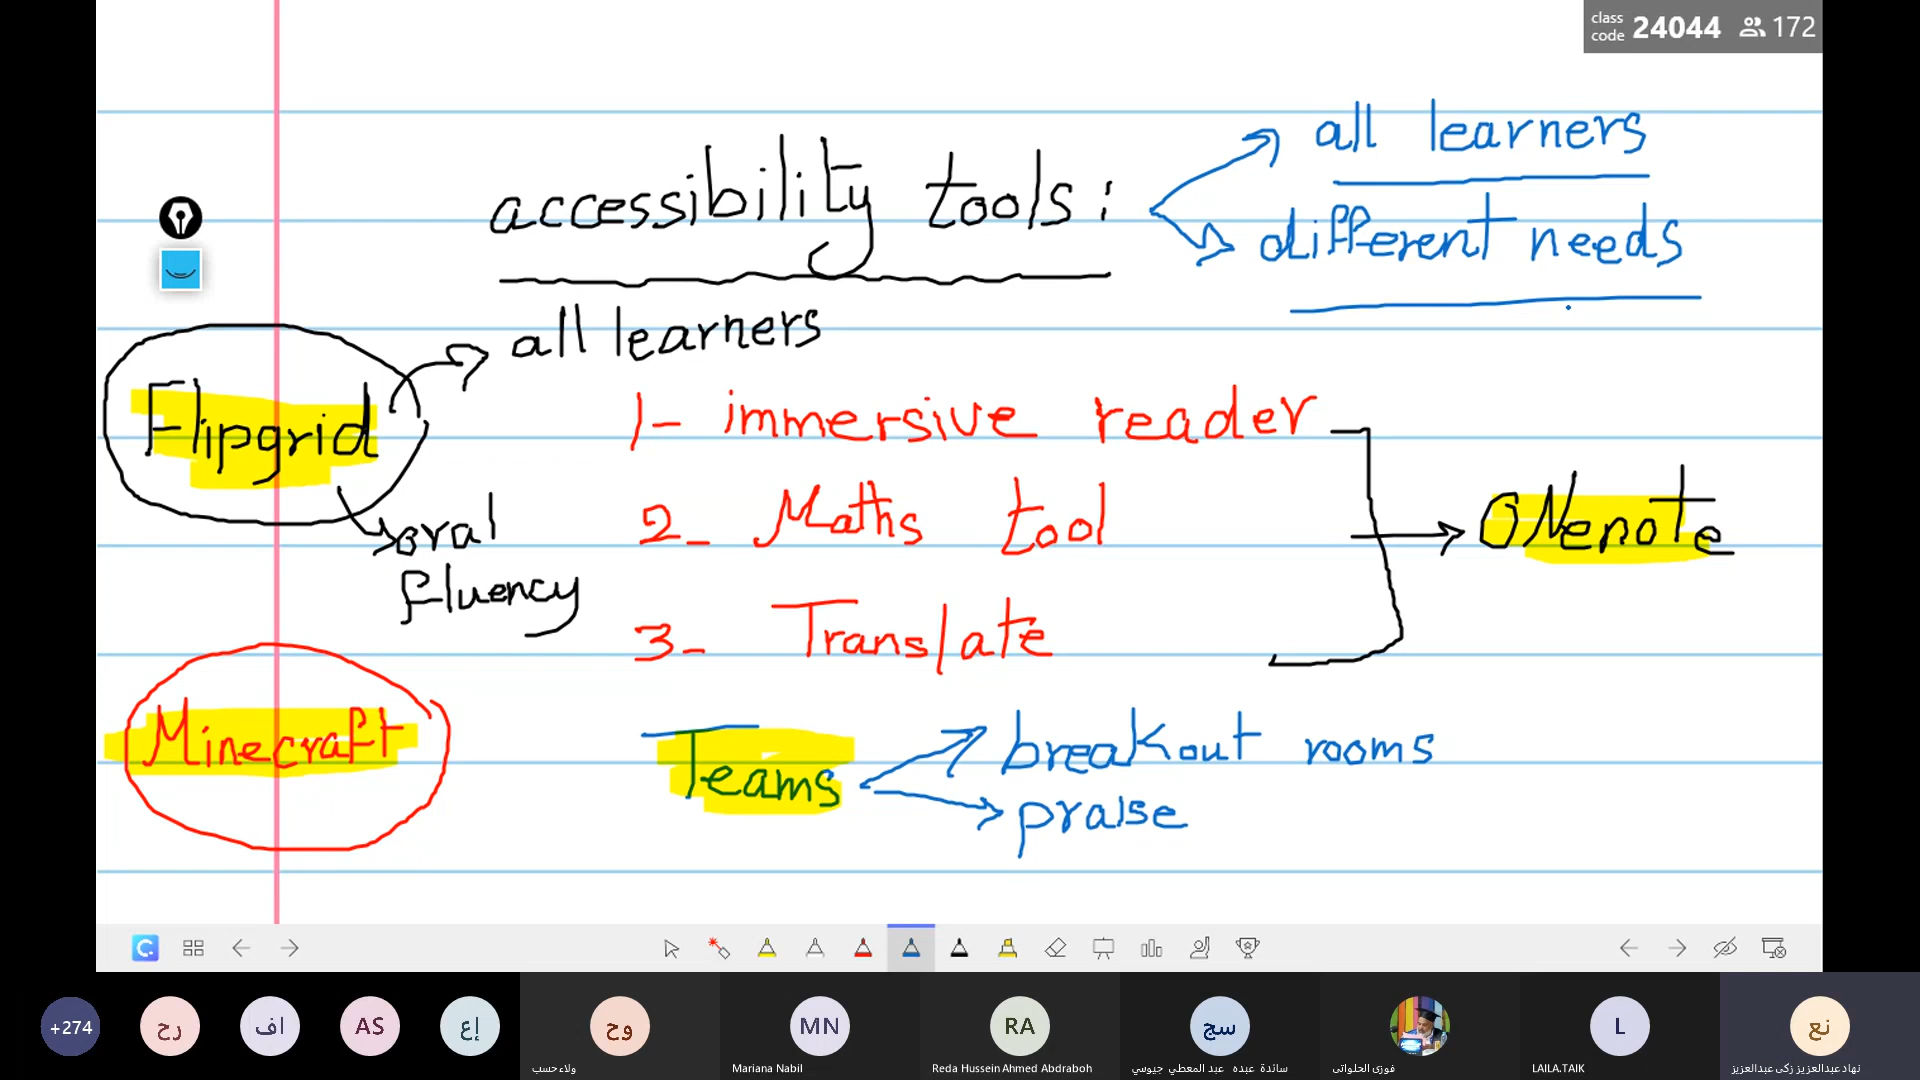 class code 24044 172
accessibility tools :
all learners
different needs
all learners
Flipgrid
oral
fluency
1- immersive reader
2- Maths tool
3- Translate
ONenote
Minecraft
Teams
breakout rooms
praise
+274
رح
اف
AS
إع
وح
ولاء حسب
MN
Mariana Nabil
RA
Reda Hussein Ahmed Abdraboh
سج
سائدة عبده عبد المعطي جيوسي
فوزى الحلوانى
L
LAILA.TAIK
نع
نهاد عبدالعزيز زكى عبدالعزيز